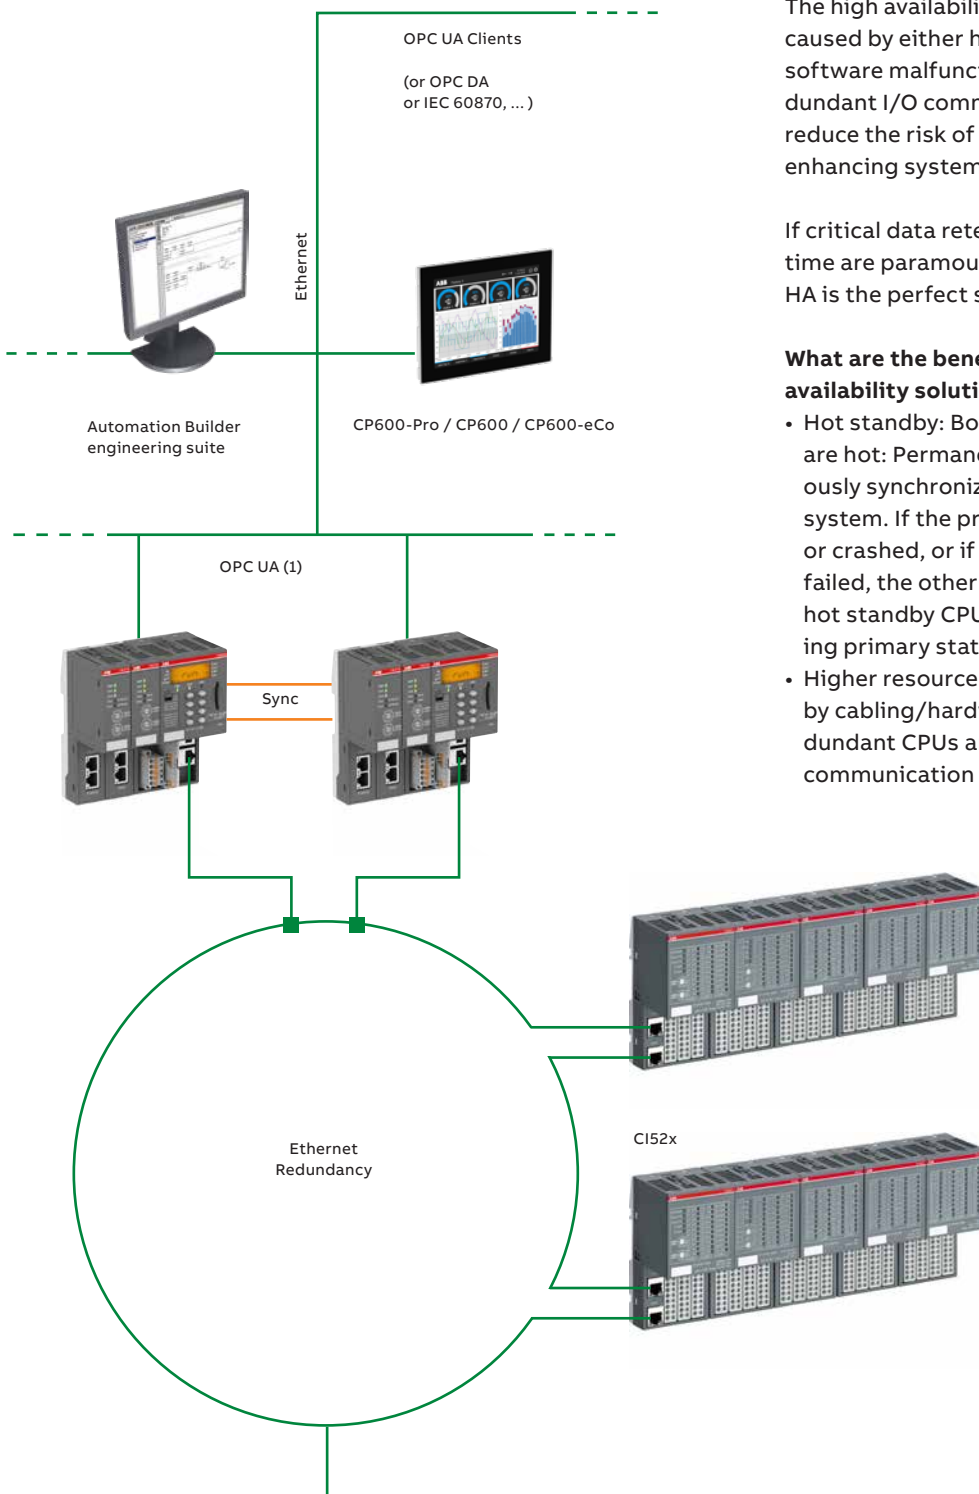 OPC UA Clients
(or OPC DA
or IEC 60870, ... )
Ethernet
ABB
Automation Builder
engineering suite
CP600-Pro / CP600 / CP600-eCo
OPC UA (1)
run
run
Sync
Ethernet
Redundancy
CI52x
The high availabili
caused by either h
software malfunct
dundant I/O comm
reduce the risk of
enhancing system
If critical data rete
time are paramou
HA is the perfect s
What are the bene
availability soluti
• Hot standby: Bo
are hot: Perman
ously synchroniz
system. If the pr
or crashed, or if
failed, the other
hot standby CPU
ing primary stat
• Higher resource
by cabling/hard
dundant CPUs a
communication